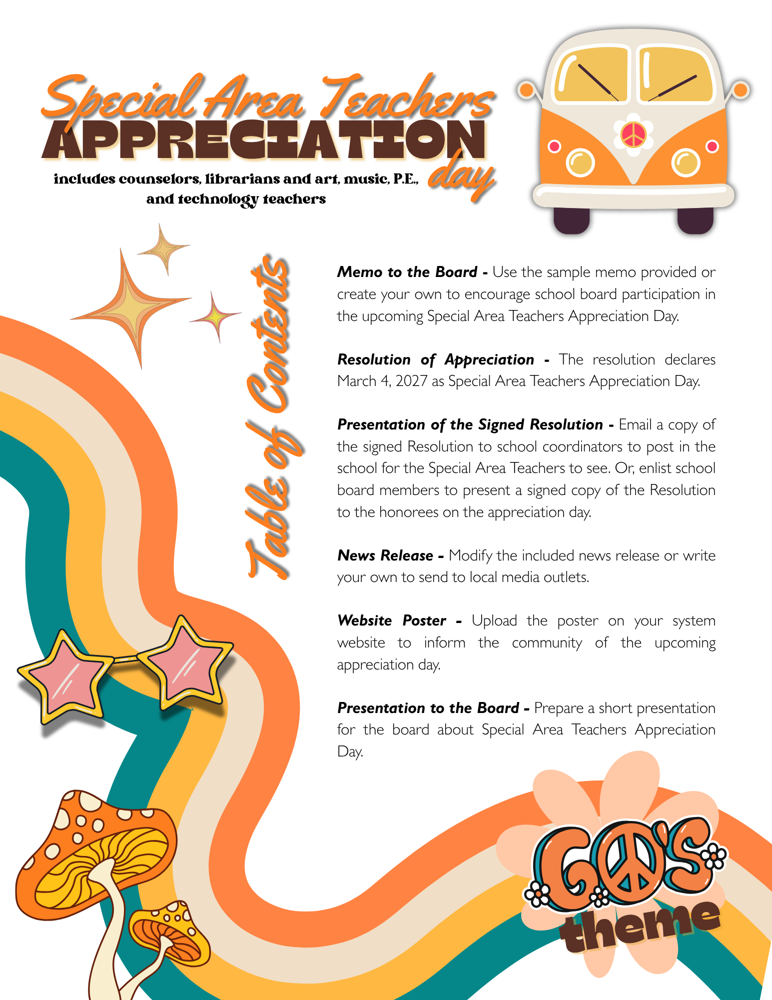 Special Area Teachers
APPRECIATION
day
includes counselors, librarians and art, music, P.E.,
and technology teachers
Table of Contents
Memo to the Board - Use the sample memo provided or
create your own to encourage school board participation in
the upcoming Special Area Teachers Appreciation Day.
Resolution of Appreciation - The resolution declares
March 4, 2027 as Special Area Teachers Appreciation Day.
Presentation of the Signed Resolution - Email a copy of
the signed Resolution to school coordinators to post in the
school for the Special Area Teachers to see. Or, enlist school
board members to present a signed copy of the Resolution
to the honorees on the appreciation day.
News Release - Modify the included news release or write
your own to send to local media outlets.
Website Poster - Upload the poster on your system
website to inform the community of the upcoming
appreciation day.
Presentation to the Board - Prepare a short presentation
for the board about Special Area Teachers Appreciation
Day.
60's
theme